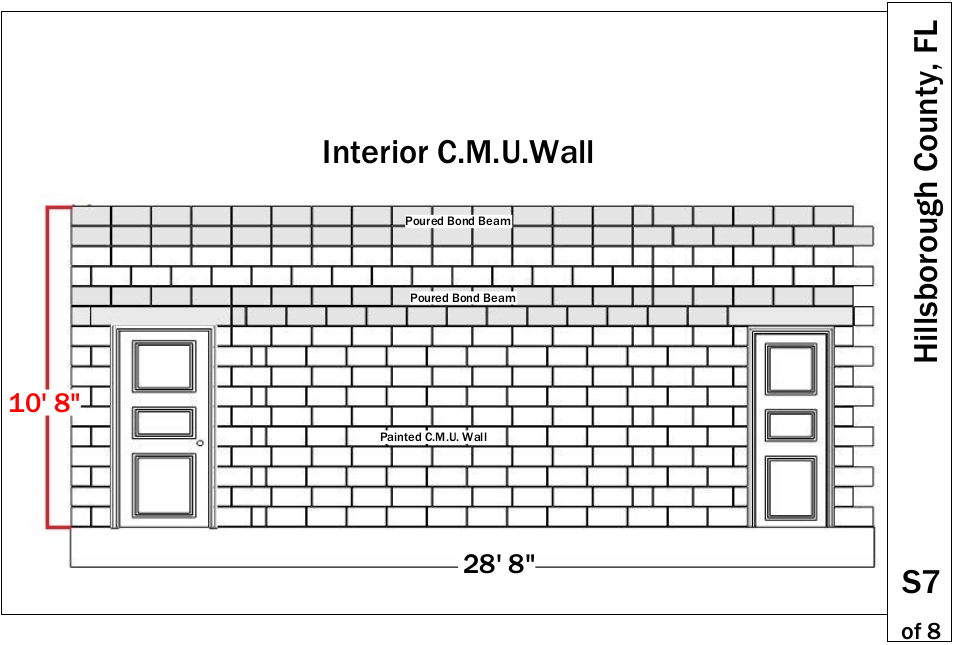 Interior C.M.U.Wall
Poured Bond Beam
Poured Bond Beam
10' 8"
Painted C.M.U. Wall
28' 8"
Hillsborough County, FL
S7
of 8